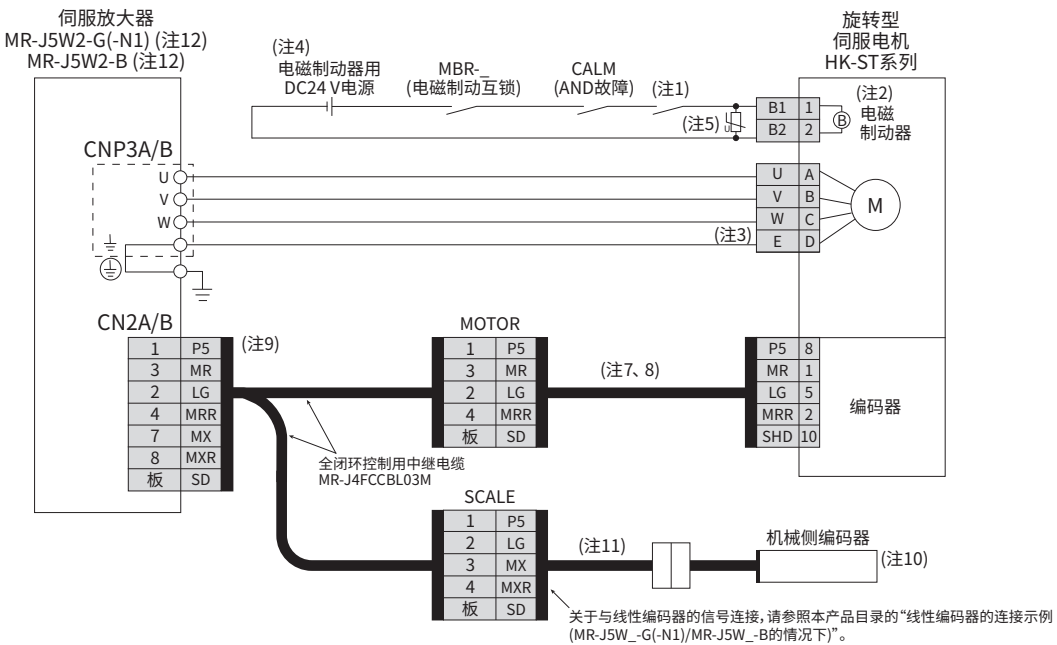 伺服放大器
MR-J5W2-G(-N1) (注12)
MR-J5W2-B (注12)
旋转型
伺服电机
HK-ST系列
(注4)
电磁制动器用
DC24 V电源
MBR-_
(电磁制动互锁)
CALM
(AND故障)
(注1)
(注5)
U
B1 1
B2 2
(注2)
电磁
制动器
B
CNP3A/B
U
V
W
U A
V B
W C
E D
(注3)
M
CN2A/B
1 P5
3 MR
2 LG
4 MRR
7 MX
8 MXR
板 SD
(注9)
MOTOR
1 P5
3 MR
2 LG
4 MRR
板 SD
(注7、8)
P5 8
MR 1
LG 5
MRR 2
SHD 10
编码器
全闭环控制用中继电缆
MR-J4FCCBL03M
SCALE
1 P5
2 LG
3 MX
4 MXR
板 SD
(注11)
机械侧编码器
(注10)
关于与线性编码器的信号连接,请参照本产品目录的“线性编码器的连接示例
(MR-J5W_-G(-N1)/MR-J5W_-B的情况下)”。